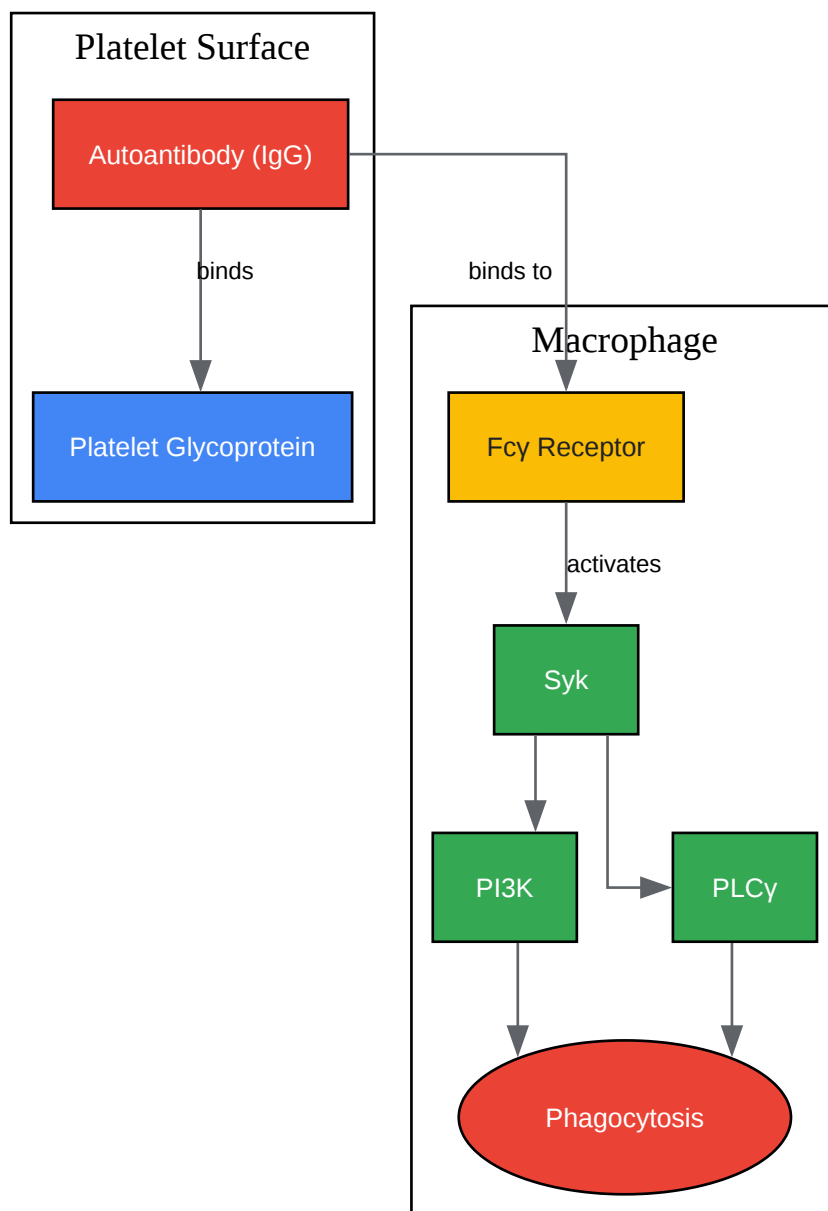 Platelet Surface
Autoantibody (IgG)
binds
binds to
Macrophage
Platelet Glycoprotein
Fcγ Receptor
activates
Syk
PI3K
PLCγ
Phagocytosis